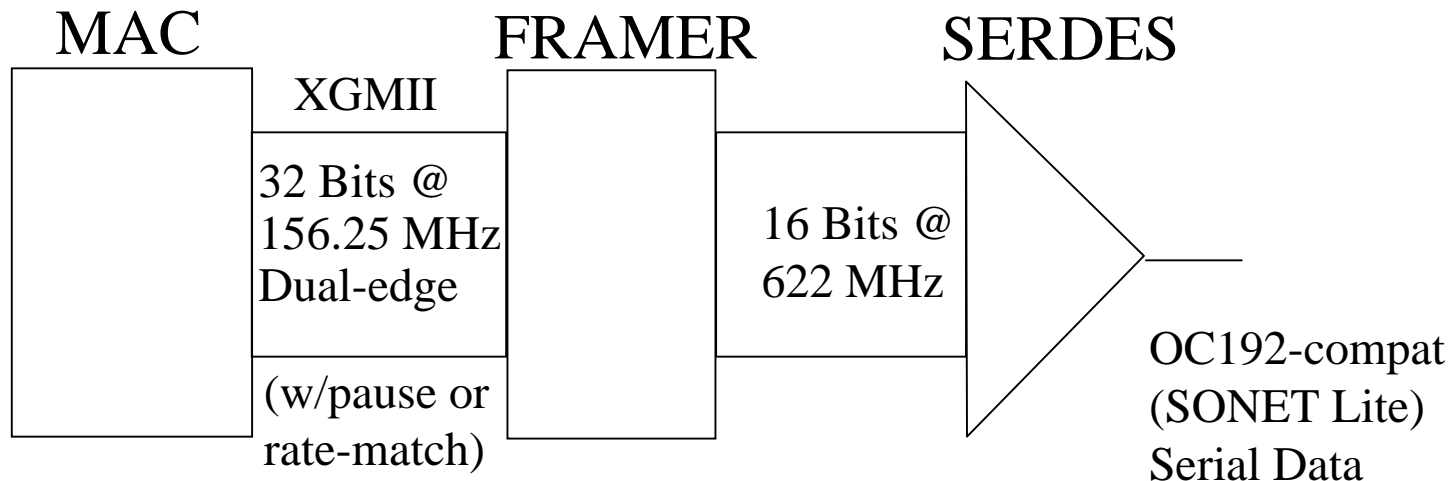 MAC
FRAMER
SERDES
XGMII
32 Bits @
156.25 MHz
Dual-edge
(w/pause or
rate-match)
16 Bits @
622 MHz
OC192-compat
(SONET Lite)
Serial Data